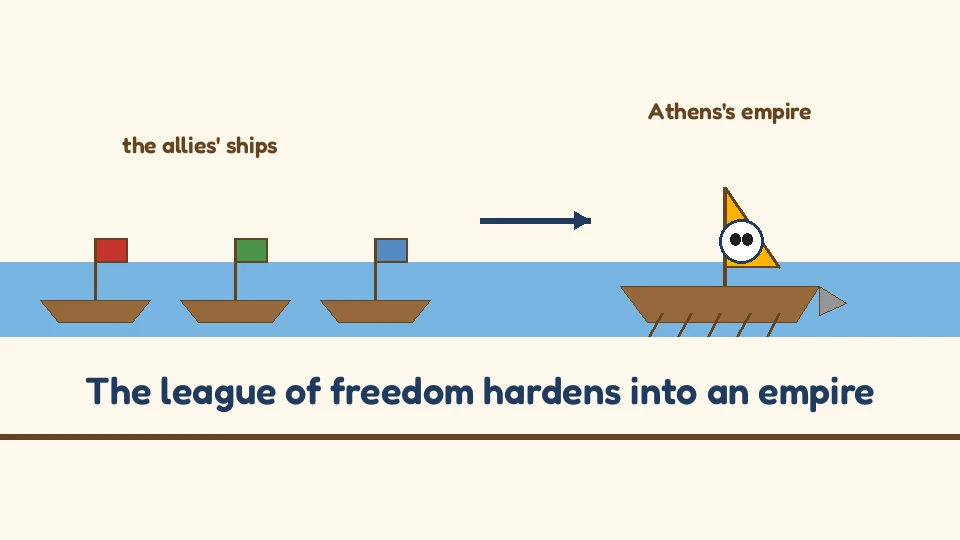 Athens's empire
the allies' ships
The league of freedom hardens into an empire